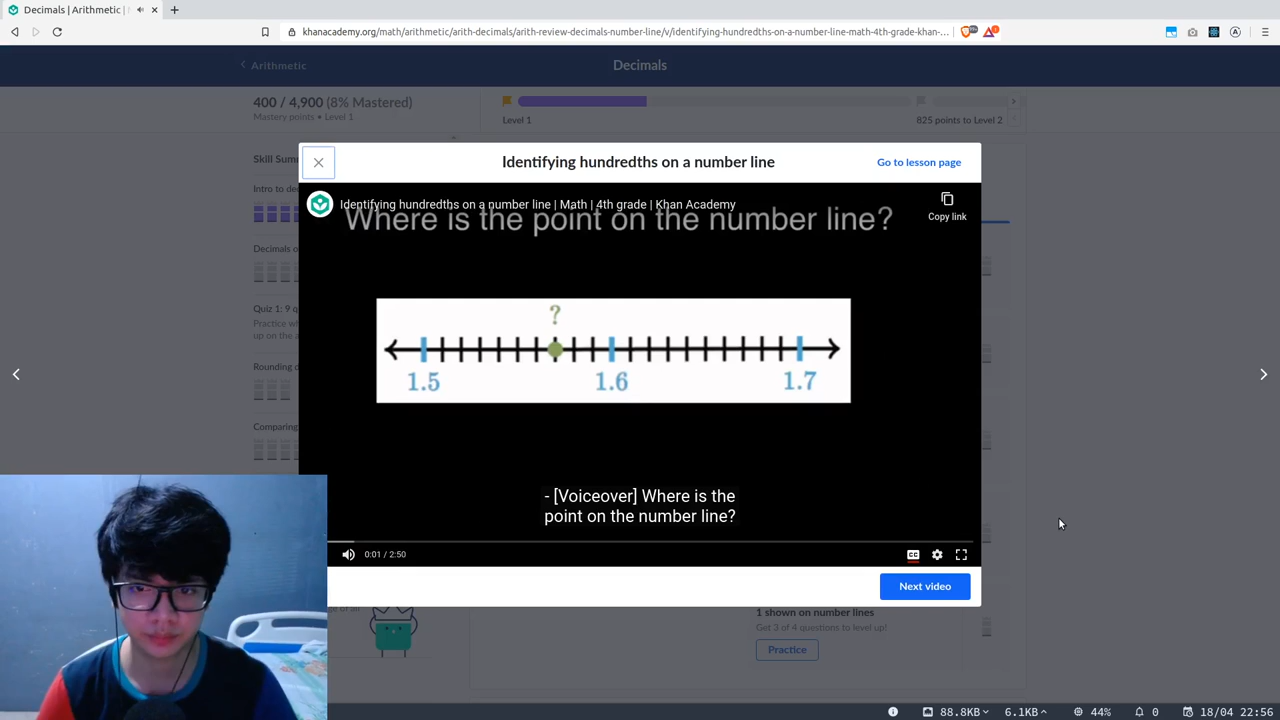 Decimals | Arithmetic |
khanacademy.org/math/arithmetic/arith-decimals/arith-review-decimals-number-line/v/identifying-hundredths-on-a-number-line-math-4th-grade-khan-...
Arithmetic
Decimals
400 / 4,900 (8% Mastered)
Mastery points • Level 1
Level 1
825 points to Level 2
Skill Sum
Intro to de
Decimals o
Quiz 1: 9 q
Practice w
up on the a
Rounding d
Comparing
Identifying hundredths on a number line
Go to lesson page
Identifying hundredths on a number line | Math | 4th grade | Khan Academy
Copy link
Where is the point on the number line?
?
1.5 1.6 1.7
- [Voiceover] Where is the
point on the number line?
0:01 / 2:50
CC
Next video
1 shown on number lines
Get 3 of 4 questions to level up!
Practice
88.8KB 6.1KB 44% 0 18/04 22:56